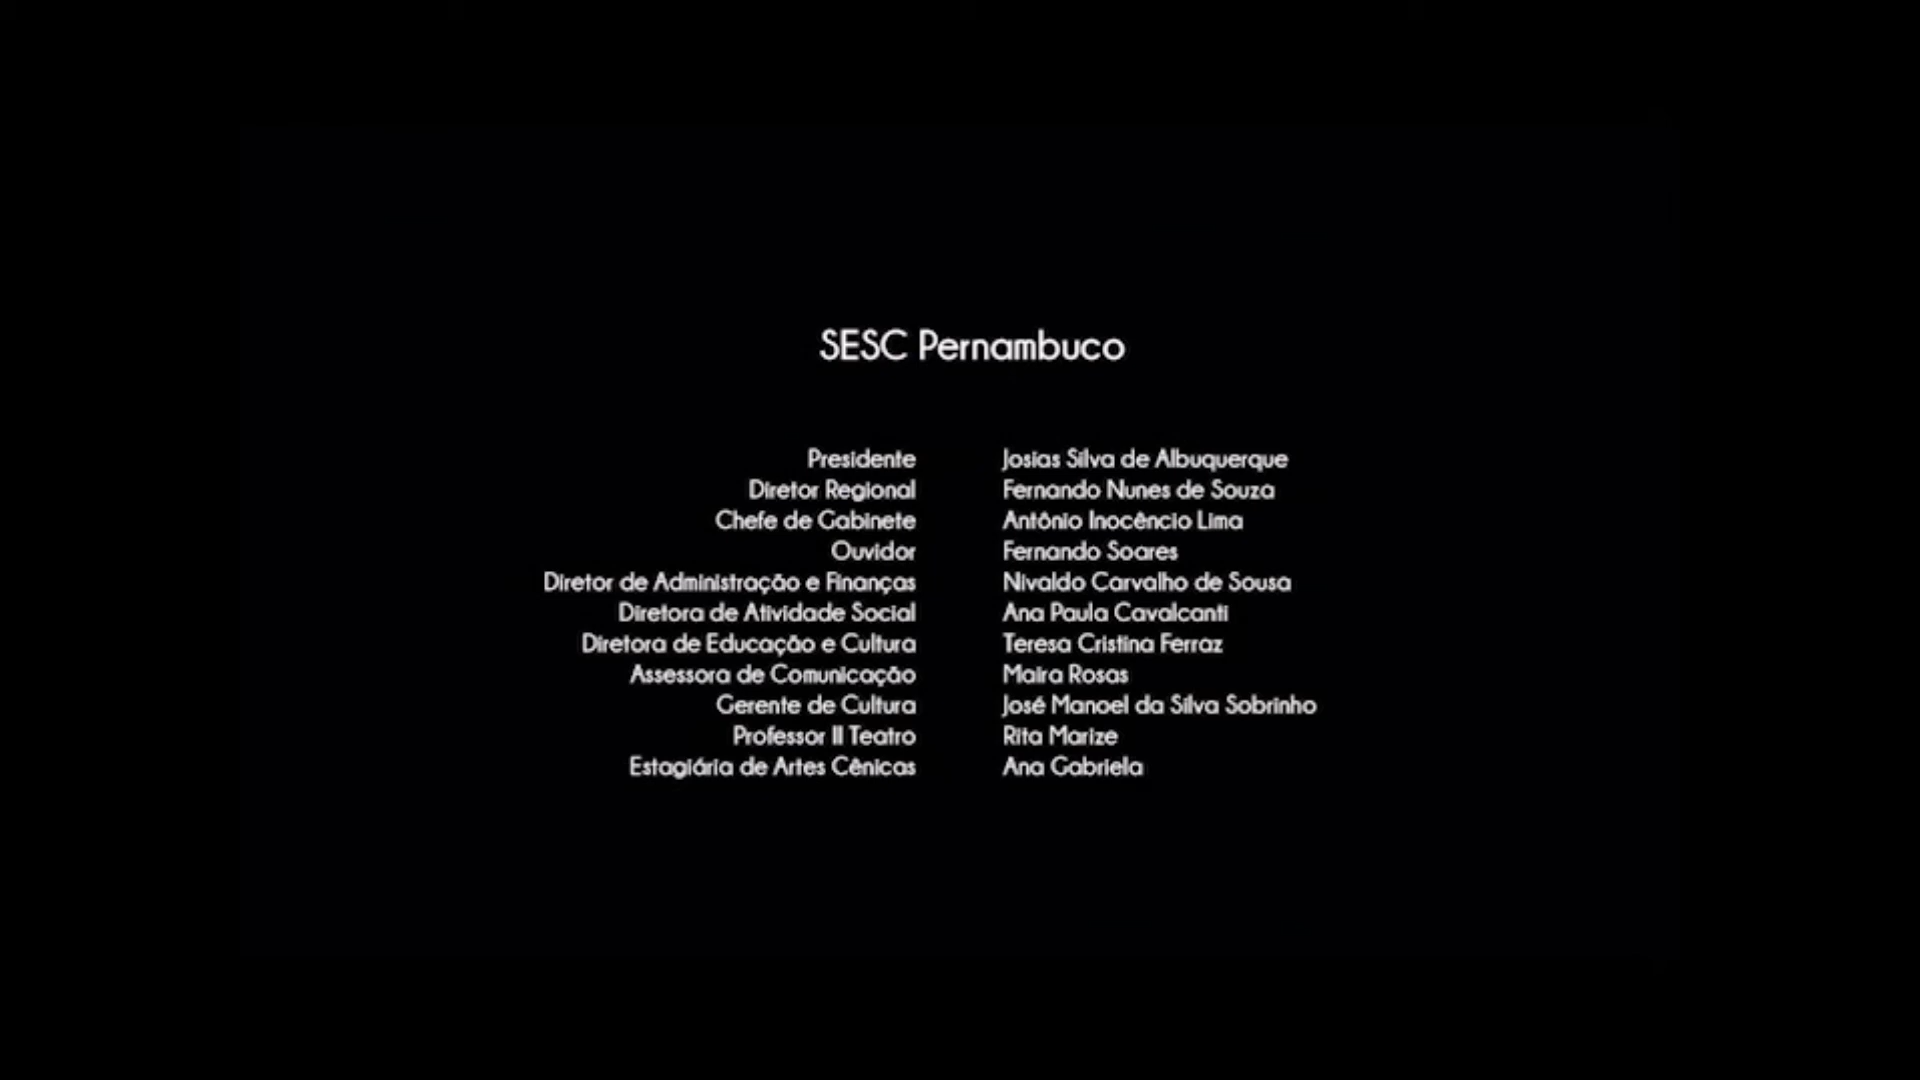 SESC Pernambuco
Presidente Josias Silva de Albuquerque
Diretor Regional Fernando Nunes de Souza
Chefe de Gabinete Antônio Inocêncio Lima
Ouvidor Fernando Soares
Diretor de Administração e Finanças Nivaldo Carvalho de Sousa
Diretora de Atividade Social Ana Paula Cavalcanti
Diretora de Educação e Cultura Teresa Cristina Ferraz
Assessora de Comunicação Maira Rosas
Gerente de Cultura José Manoel da Silva Sobrinho
Professor II Teatro Rita Marize
Estagiária de Artes Cênicas Ana Gabriela